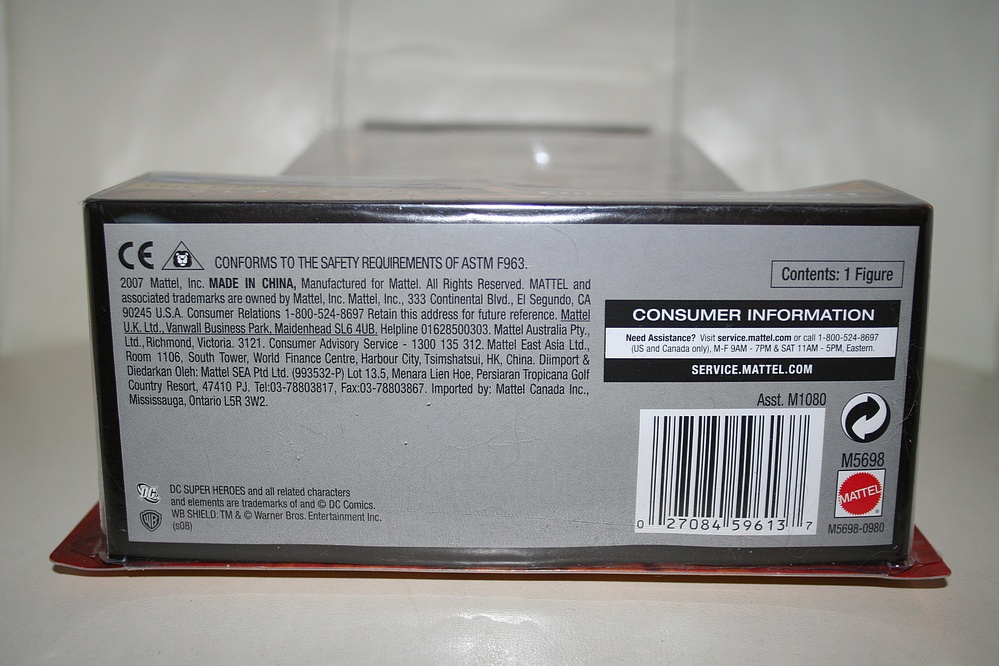 CE
CONFORMS TO THE SAFETY REQUIREMENTS OF ASTM F963.
2007 Mattel, Inc. MADE IN CHINA, Manufactured for Mattel. All Rights Reserved. MATTEL and
associated trademarks are owned by Mattel, Inc. Mattel, Inc., 333 Continental Blvd., El Segundo, CA
90245 U.S.A. Consumer Relations 1-800-524-8697 Retain this address for future reference. Mattel
U.K. Ltd., Vanwall Business Park, Maidenhead SL6 4UB. Helpline 01628500303. Mattel Australia Pty.,
Ltd., Richmond, Victoria. 3121. Consumer Advisory Service - 1300 135 312. Mattel East Asia Ltd.,
Room 1106, South Tower, World Finance Centre, Harbour City, Tsimshatsui, HK, China. Diimport &
Diedarkan Oleh: Mattel SEA Ptd Ltd. (993532-P) Lot 13.5, Menara Lien Hoe, Persiaran Tropicana Golf
Country Resort, 47410 PJ. Tel:03-78803817, Fax:03-78803867. Imported by: Mattel Canada Inc.,
Mississauga, Ontario L5R 3W2.
Contents: 1 Figure
CONSUMER INFORMATION
Need Assistance? Visit service.mattel.com or call 1-800-524-8697
(US and Canada only), M-F 9AM - 7PM & SAT 11AM - 5PM, Eastern.
SERVICE.MATTEL.COM
Asst. M1080
M5698
MATTEL
M5698-0980
0 27084 59613 7
DC
DC SUPER HEROES and all related characters
and elements are trademarks of and © DC Comics.
WB SHIELD: TM & © Warner Bros. Entertainment Inc.
(s08)
WB